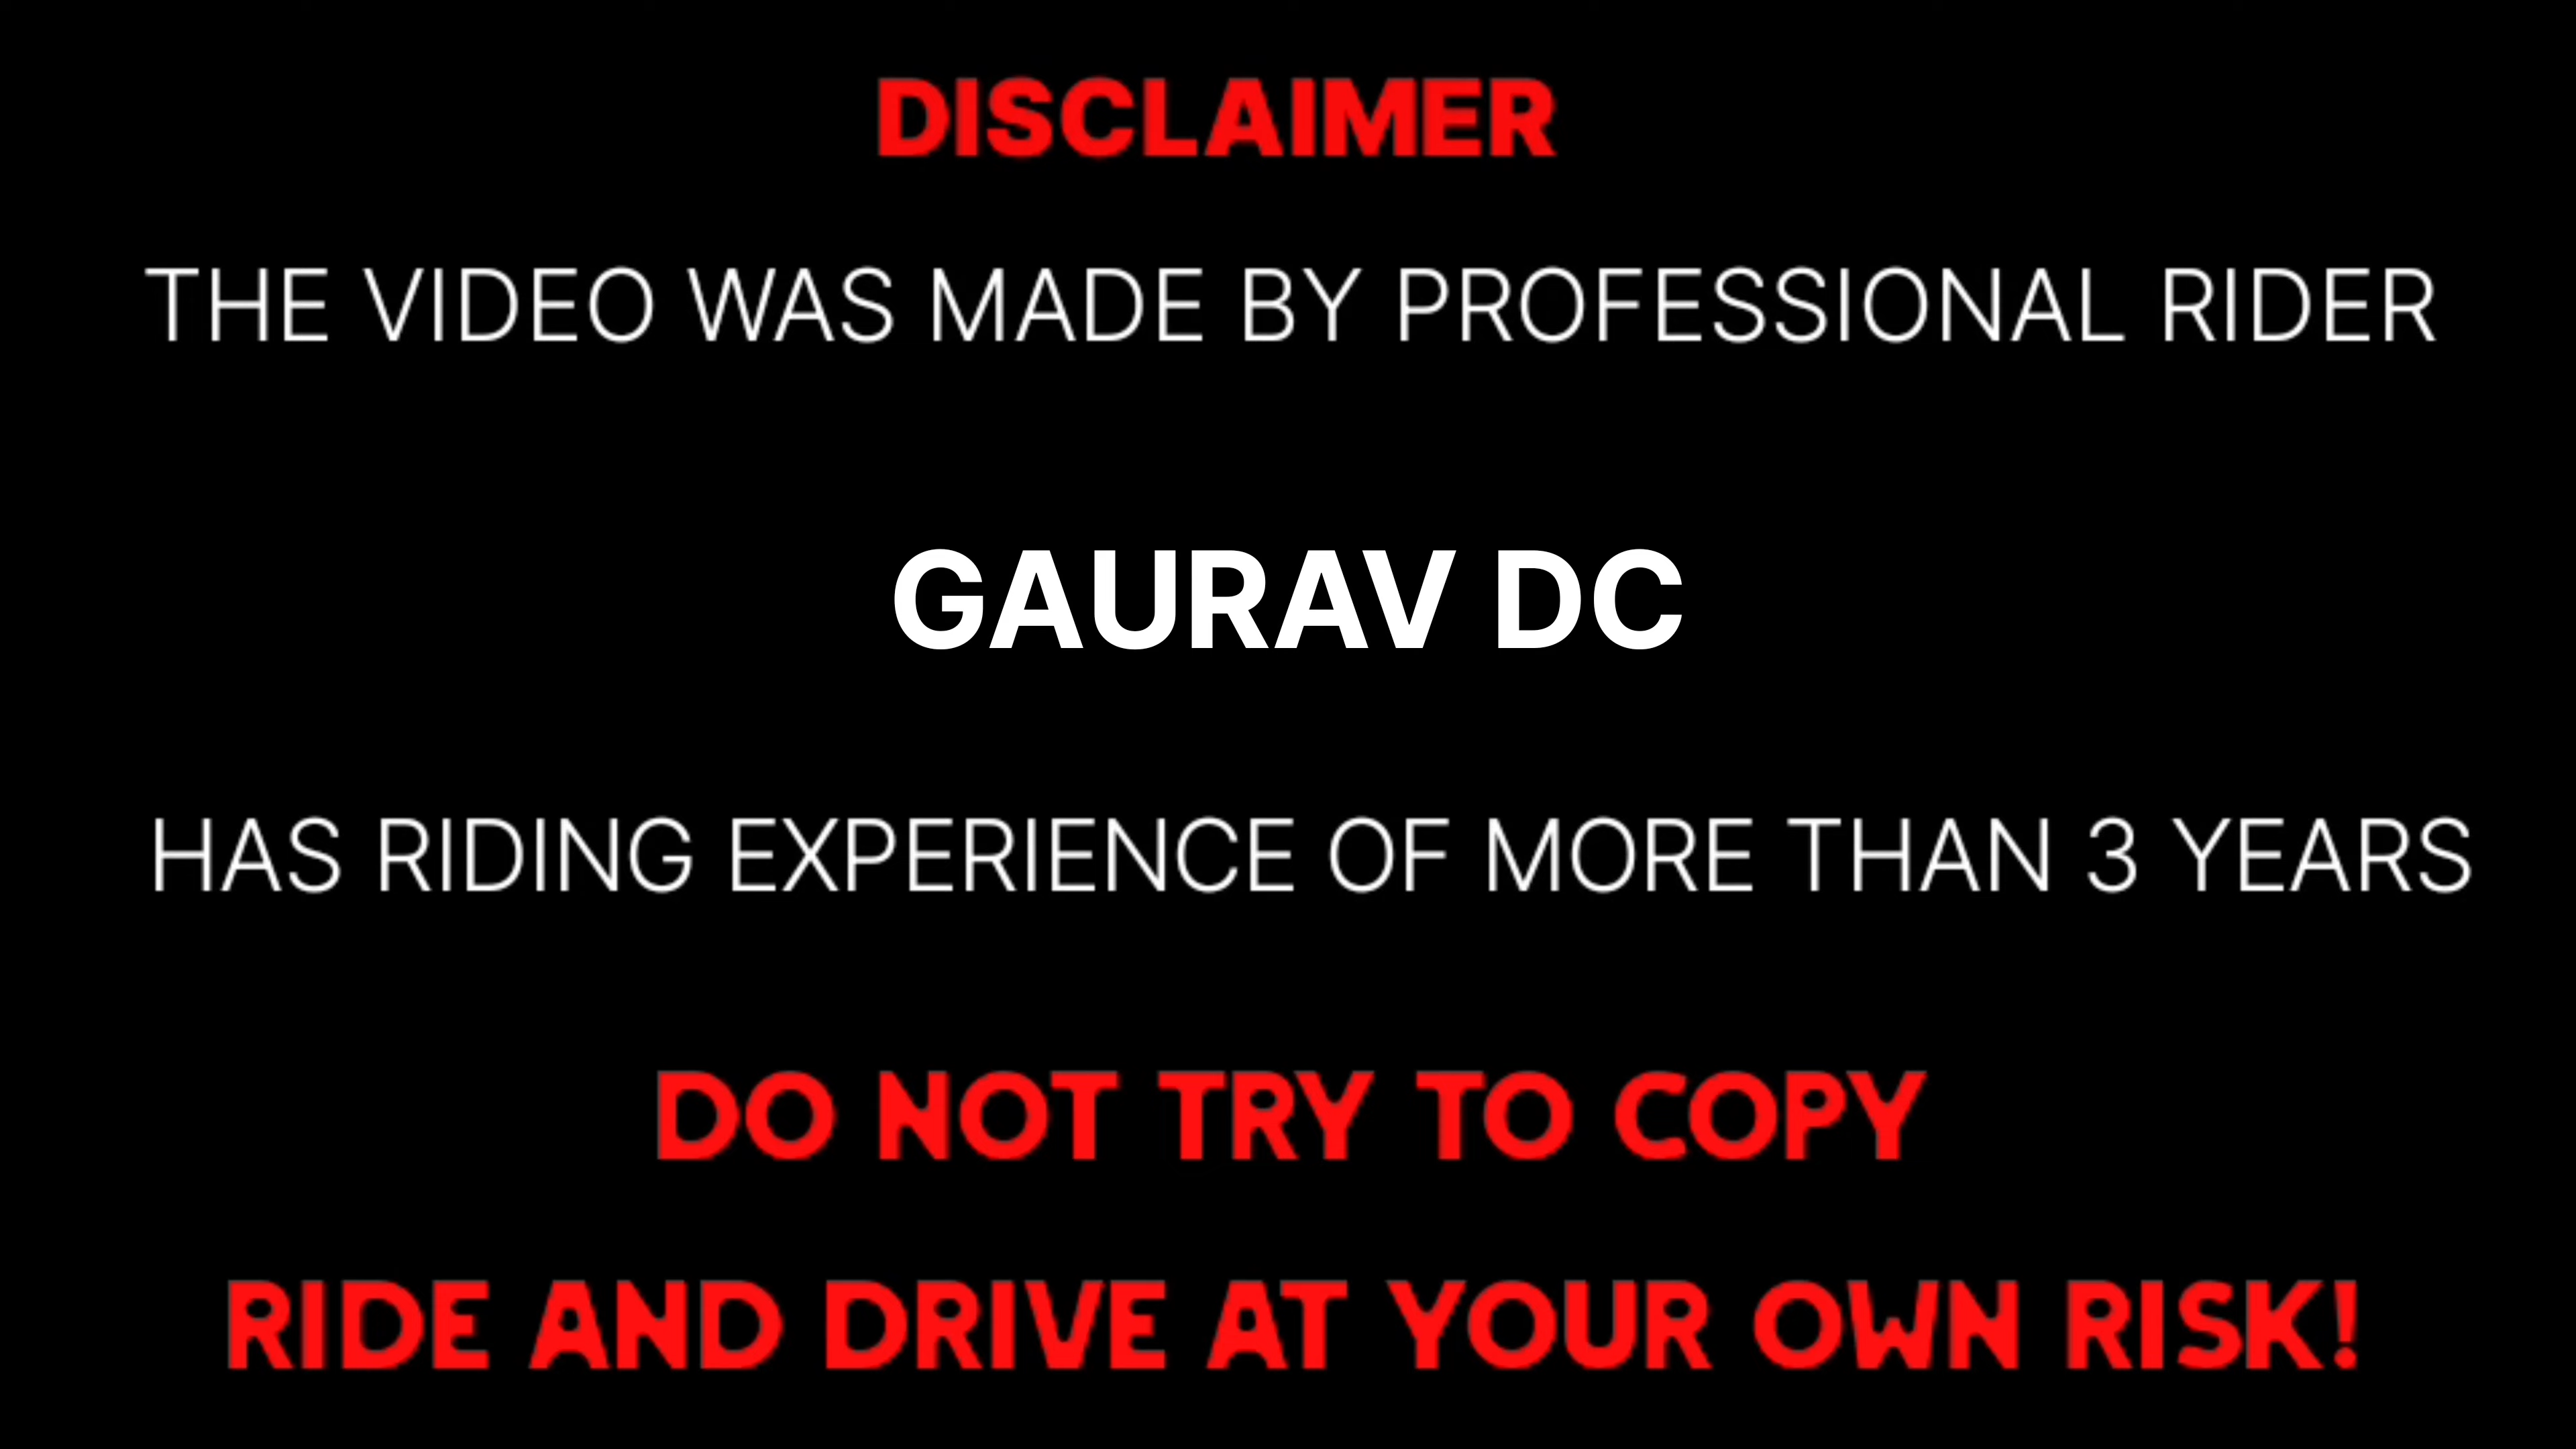 DISCLAIMER
THE VIDEO WAS MADE BY PROFESSIONAL RIDER
GAURAV DC
HAS RIDING EXPERIENCE OF MORE THAN 3 YEARS
DO NOT TRY TO COPY
RIDE AND DRIVE AT YOUR OWN RISK!